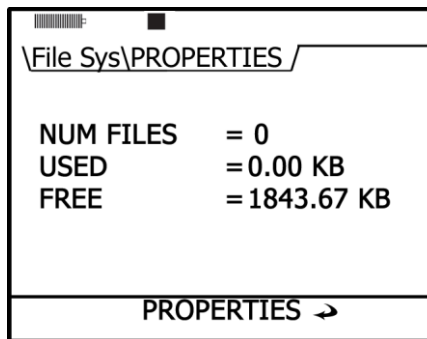 \File Sys\PROPERTIES /
NUM FILES = 0
USED = 0.00 KB
FREE = 1843.67 KB
PROPERTIES